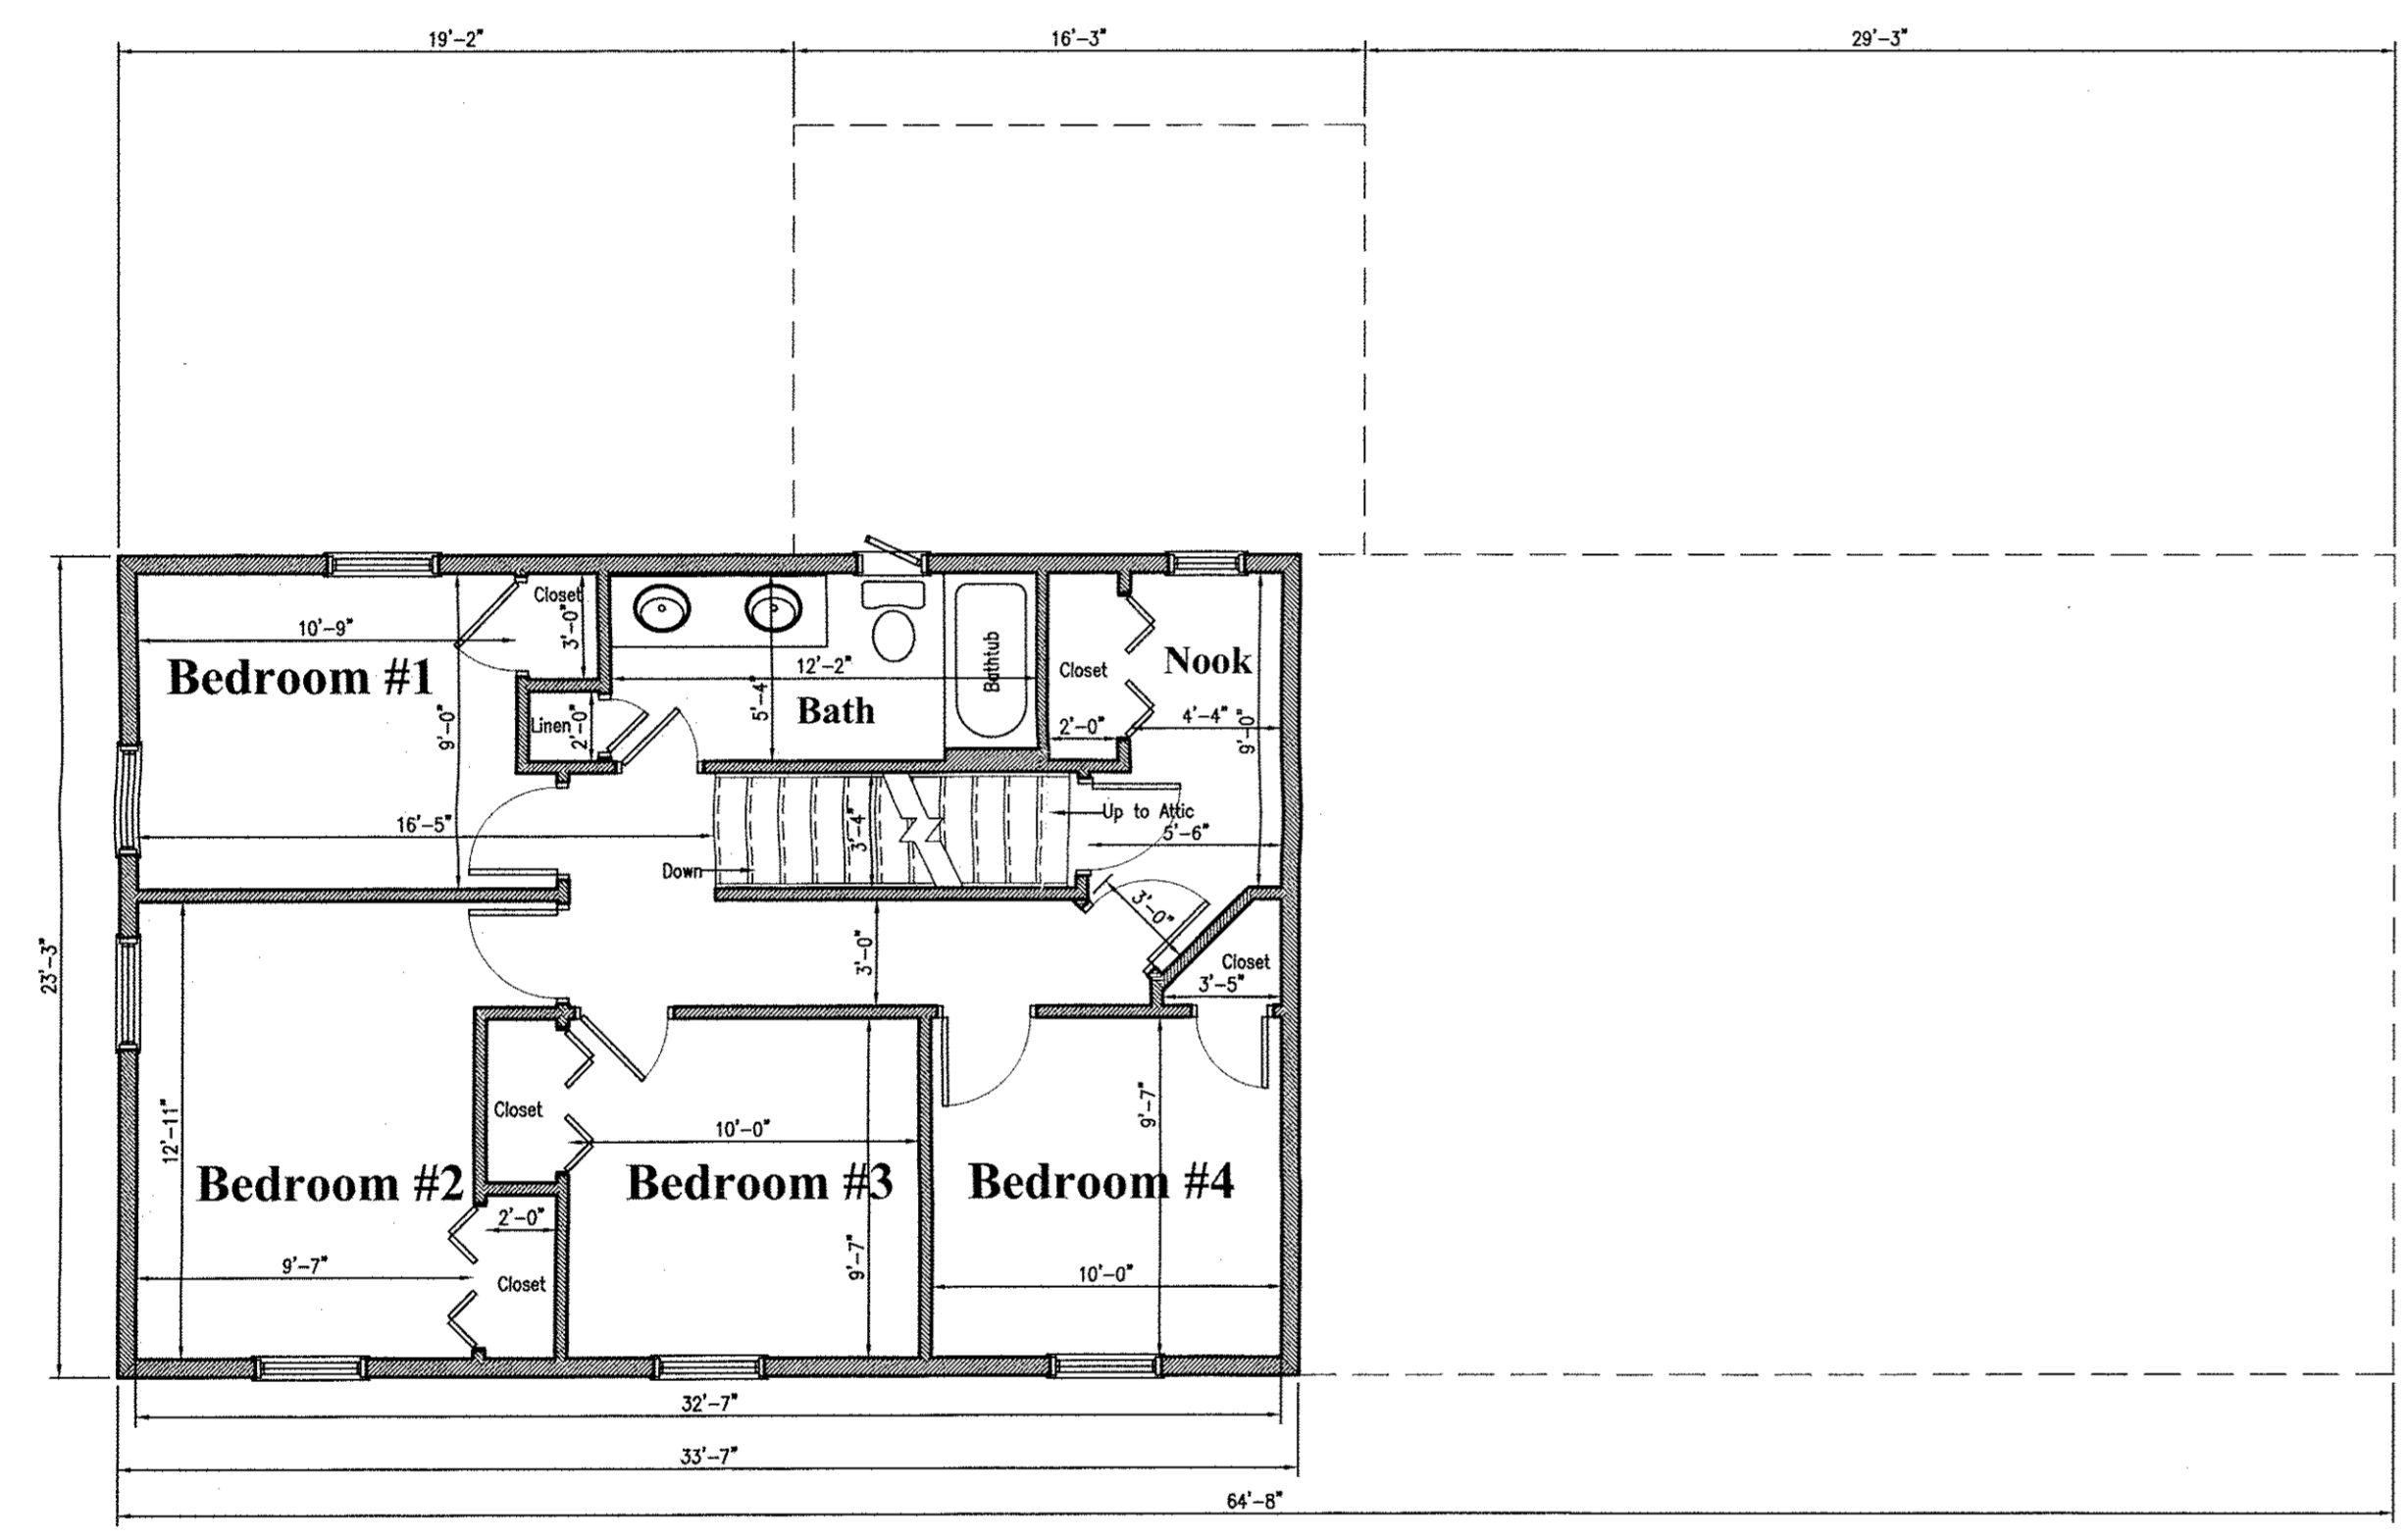 19'-2"
16'-3"
29'-3"
Closet
3'-0"
10'-9"
Bedroom #1
12'-2"
Bathtub
Closet
Nook
Linen
2'-0"
9'-0"
5'-4"
Bath
2'-0"
4'-4"
9'-0"
16'-5"
3'-4"
Up to Attic
5'-6"
Down
3'-0"
23'-3"
3'-0"
Closet
3'-5"
12'-11"
Closet
10'-0"
9'-7"
Bedroom #2
Bedroom #3
Bedroom #4
2'-0"
9'-7"
9'-7"
Closet
10'-0"
32'-7"
33'-7"
64'-8"